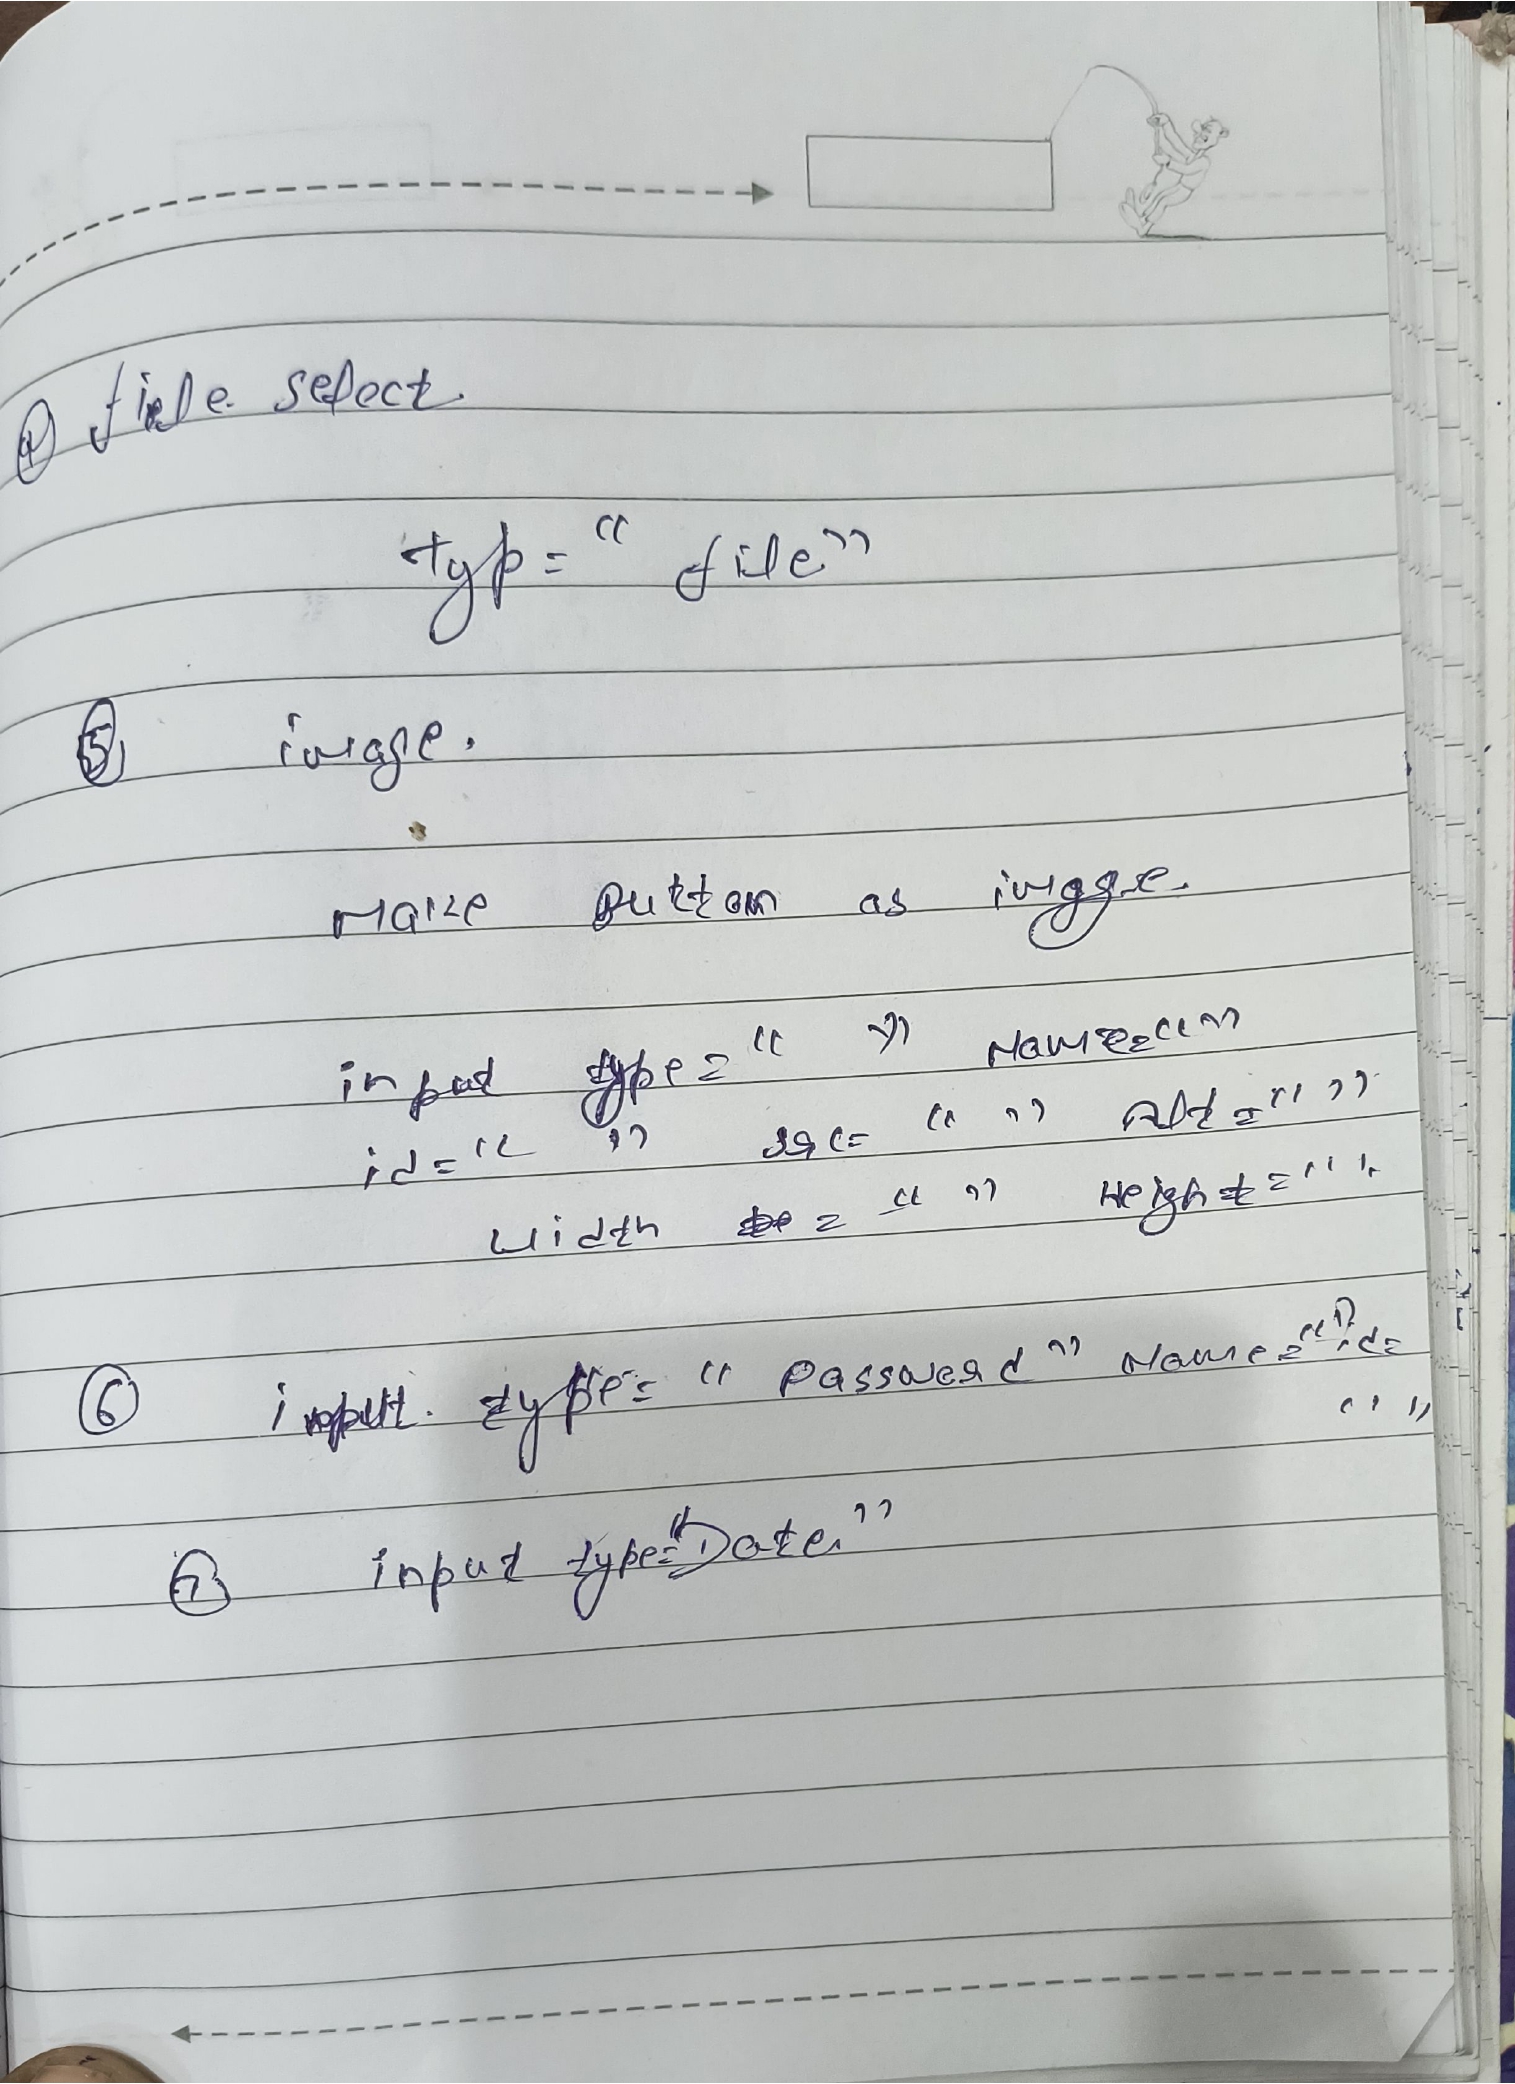 ④ file select.
typ = “ file”
⑤ image.
Make Button as image.
input type = “ ” Name = “”
id = “ ” src = “ ” Alt = “ ”
width = “ ” Height = “ ”
⑥ input. type = “ Password ” Name = “” id =
“ ”
⑦ input type = “Date”